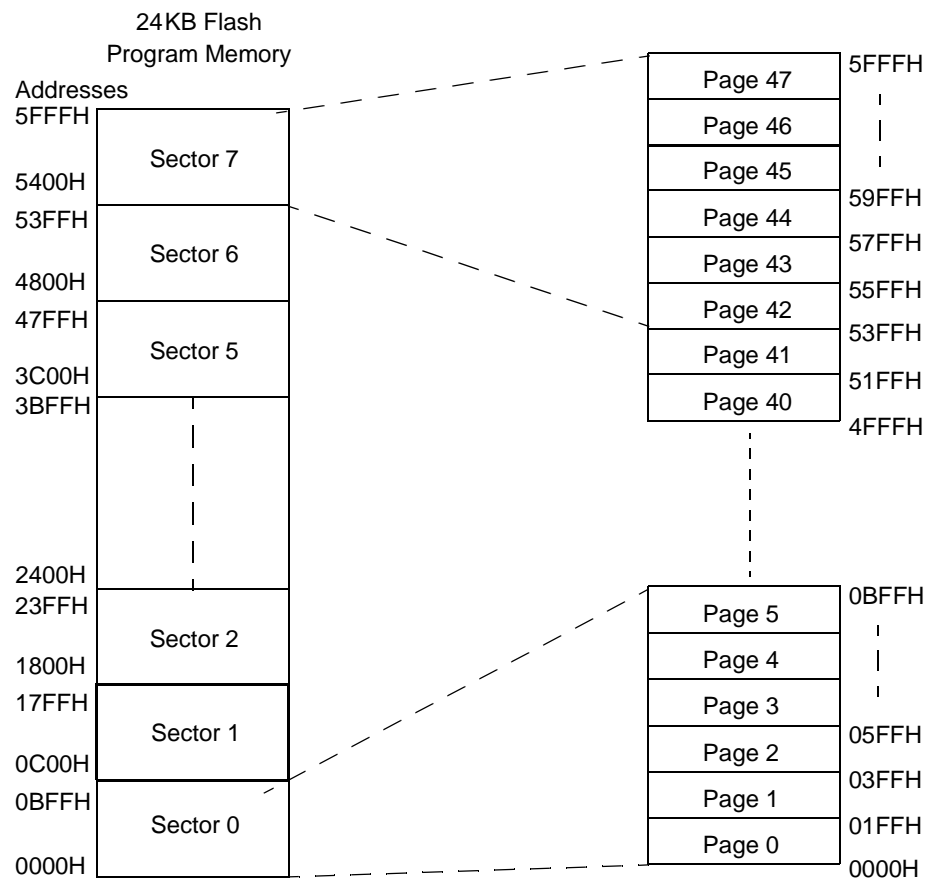 24KB Flash
Program Memory
Addresses
5FFFH
Sector 7
5400H
53FFH
Sector 6
4800H
47FFH
Sector 5
3C00H
3BFFH
2400H
23FFH
Sector 2
1800H
17FFH
Sector 1
0C00H
0BFFH
Sector 0
0000H
Page 47
5FFFH
Page 46
Page 45
59FFH
Page 44
57FFH
Page 43
55FFH
Page 42
53FFH
Page 41
51FFH
Page 40
4FFFH
Page 5
0BFFH
Page 4
Page 3
05FFH
Page 2
03FFH
Page 1
01FFH
Page 0
0000H